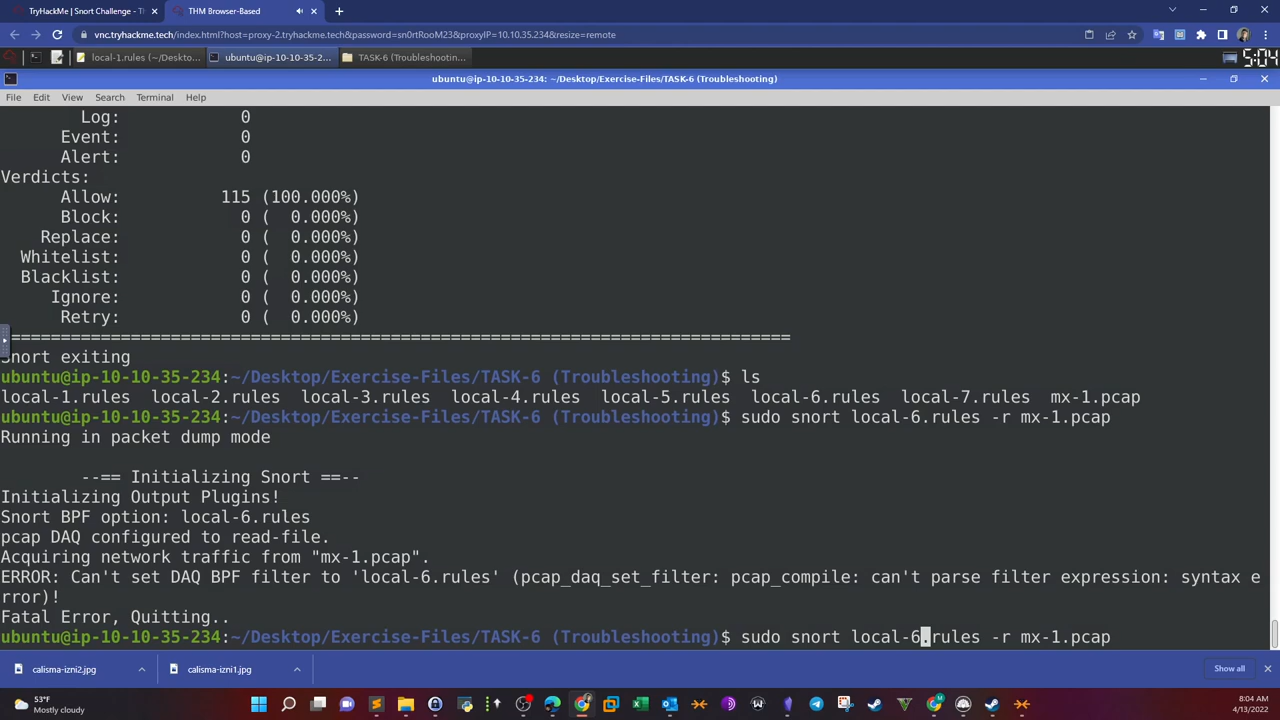 TryHackMe | Snort Challenge - Th
THM Browser-Based
vnc.tryhackme.tech/index.html?host=proxy-2.tryhackme.tech&password=sn0rtRooM23&proxyIP=10.10.35.234&resize=remote
local-1.rules (~/Deskto...
ubuntu@ip-10-10-35-2...
TASK-6 (Troubleshootin...
5:04
ubuntu@ip-10-10-35-234: ~/Desktop/Exercise-Files/TASK-6 (Troubleshooting)
File Edit View Search Terminal Help
Log: 0
Event: 0
Alert: 0
Verdicts:
Allow: 115 (100.000%)
Block: 0 ( 0.000%)
Replace: 0 ( 0.000%)
Whitelist: 0 ( 0.000%)
Blacklist: 0 ( 0.000%)
Ignore: 0 ( 0.000%)
Retry: 0 ( 0.000%)
===============================================================================
Snort exiting
ubuntu@ip-10-10-35-234:~/Desktop/Exercise-Files/TASK-6 (Troubleshooting)$ ls
local-1.rules local-2.rules local-3.rules local-4.rules local-5.rules local-6.rules local-7.rules mx-1.pcap
ubuntu@ip-10-10-35-234:~/Desktop/Exercise-Files/TASK-6 (Troubleshooting)$ sudo snort local-6.rules -r mx-1.pcap
Running in packet dump mode
--== Initializing Snort ==--
Initializing Output Plugins!
Snort BPF option: local-6.rules
pcap DAQ configured to read-file.
Acquiring network traffic from "mx-1.pcap".
ERROR: Can't set DAQ BPF filter to 'local-6.rules' (pcap_daq_set_filter: pcap_compile: can't parse filter expression: syntax e
rror)!
Fatal Error, Quitting..
ubuntu@ip-10-10-35-234:~/Desktop/Exercise-Files/TASK-6 (Troubleshooting)$ sudo snort local-6.rules -r mx-1.pcap
calisma-izni2.jpg
calisma-izni1.jpg
Show all
53°F
Mostly cloudy
8:04 AM
4/13/2022